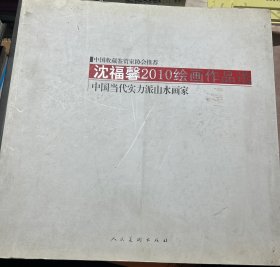 中国收藏鉴赏家协会推荐
沈福馨2010绘画作品
中国当代实力派山水画家
人民美术出版社